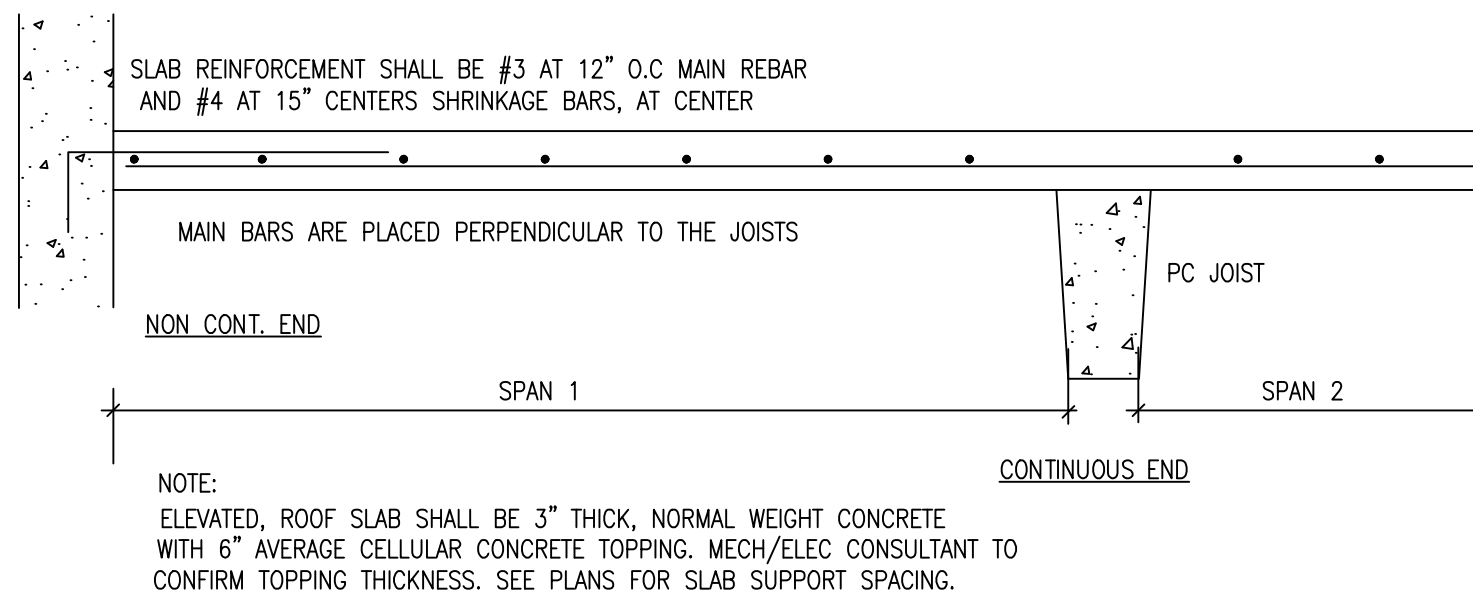 SLAB REINFORCEMENT SHALL BE #3 AT 12" O.C MAIN REBAR
AND #4 AT 15" CENTERS SHRINKAGE BARS, AT CENTER
MAIN BARS ARE PLACED PERPENDICULAR TO THE JOISTS
PC JOIST
NON CONT. END
SPAN 1
SPAN 2
CONTINUOUS END
NOTE:
ELEVATED, ROOF SLAB SHALL BE 3" THICK, NORMAL WEIGHT CONCRETE
WITH 6" AVERAGE CELLULAR CONCRETE TOPPING. MECH/ELEC CONSULTANT TO
CONFIRM TOPPING THICKNESS. SEE PLANS FOR SLAB SUPPORT SPACING.